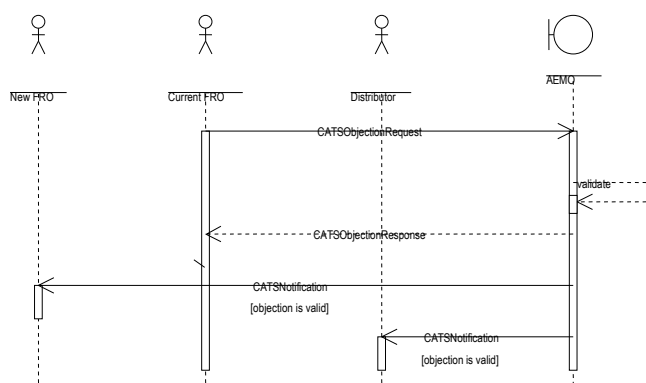 New FRO
Current FRO
Distributor
AEMO
CATSObjectionRequest
validate
CATSObjectionResponse
CATSNotification
[objection is valid]
CATSNotification
[objection is valid]